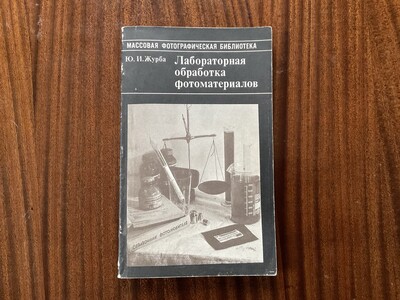 МАССОВАЯ ФОТОГРАФИЧЕСКАЯ БИБЛИОТЕКА
Ю. И. Журба
Лабораторная
обработка
фотоматериалов